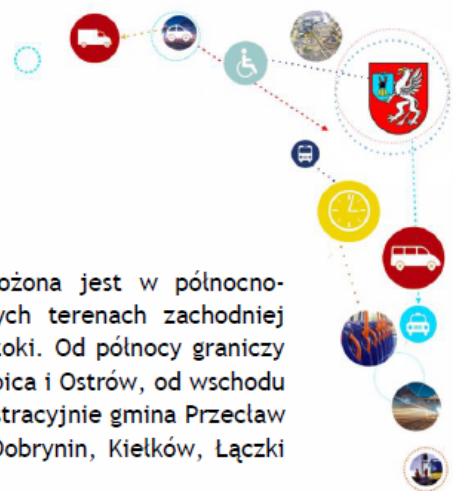 ożona jest w północno-
ych terenach zachodniej
oki. Od północy graniczy
bica i Ostrów, od wschodu
stracyjnie gmina Przecław
Dobrynin, Kiełków, Łączki